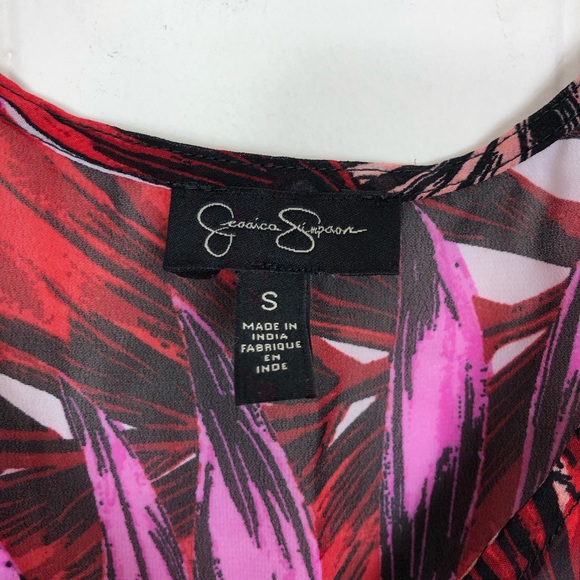 Jessica Simpson
S
MADE IN
INDIA
FABRIQUE
EN
INDE